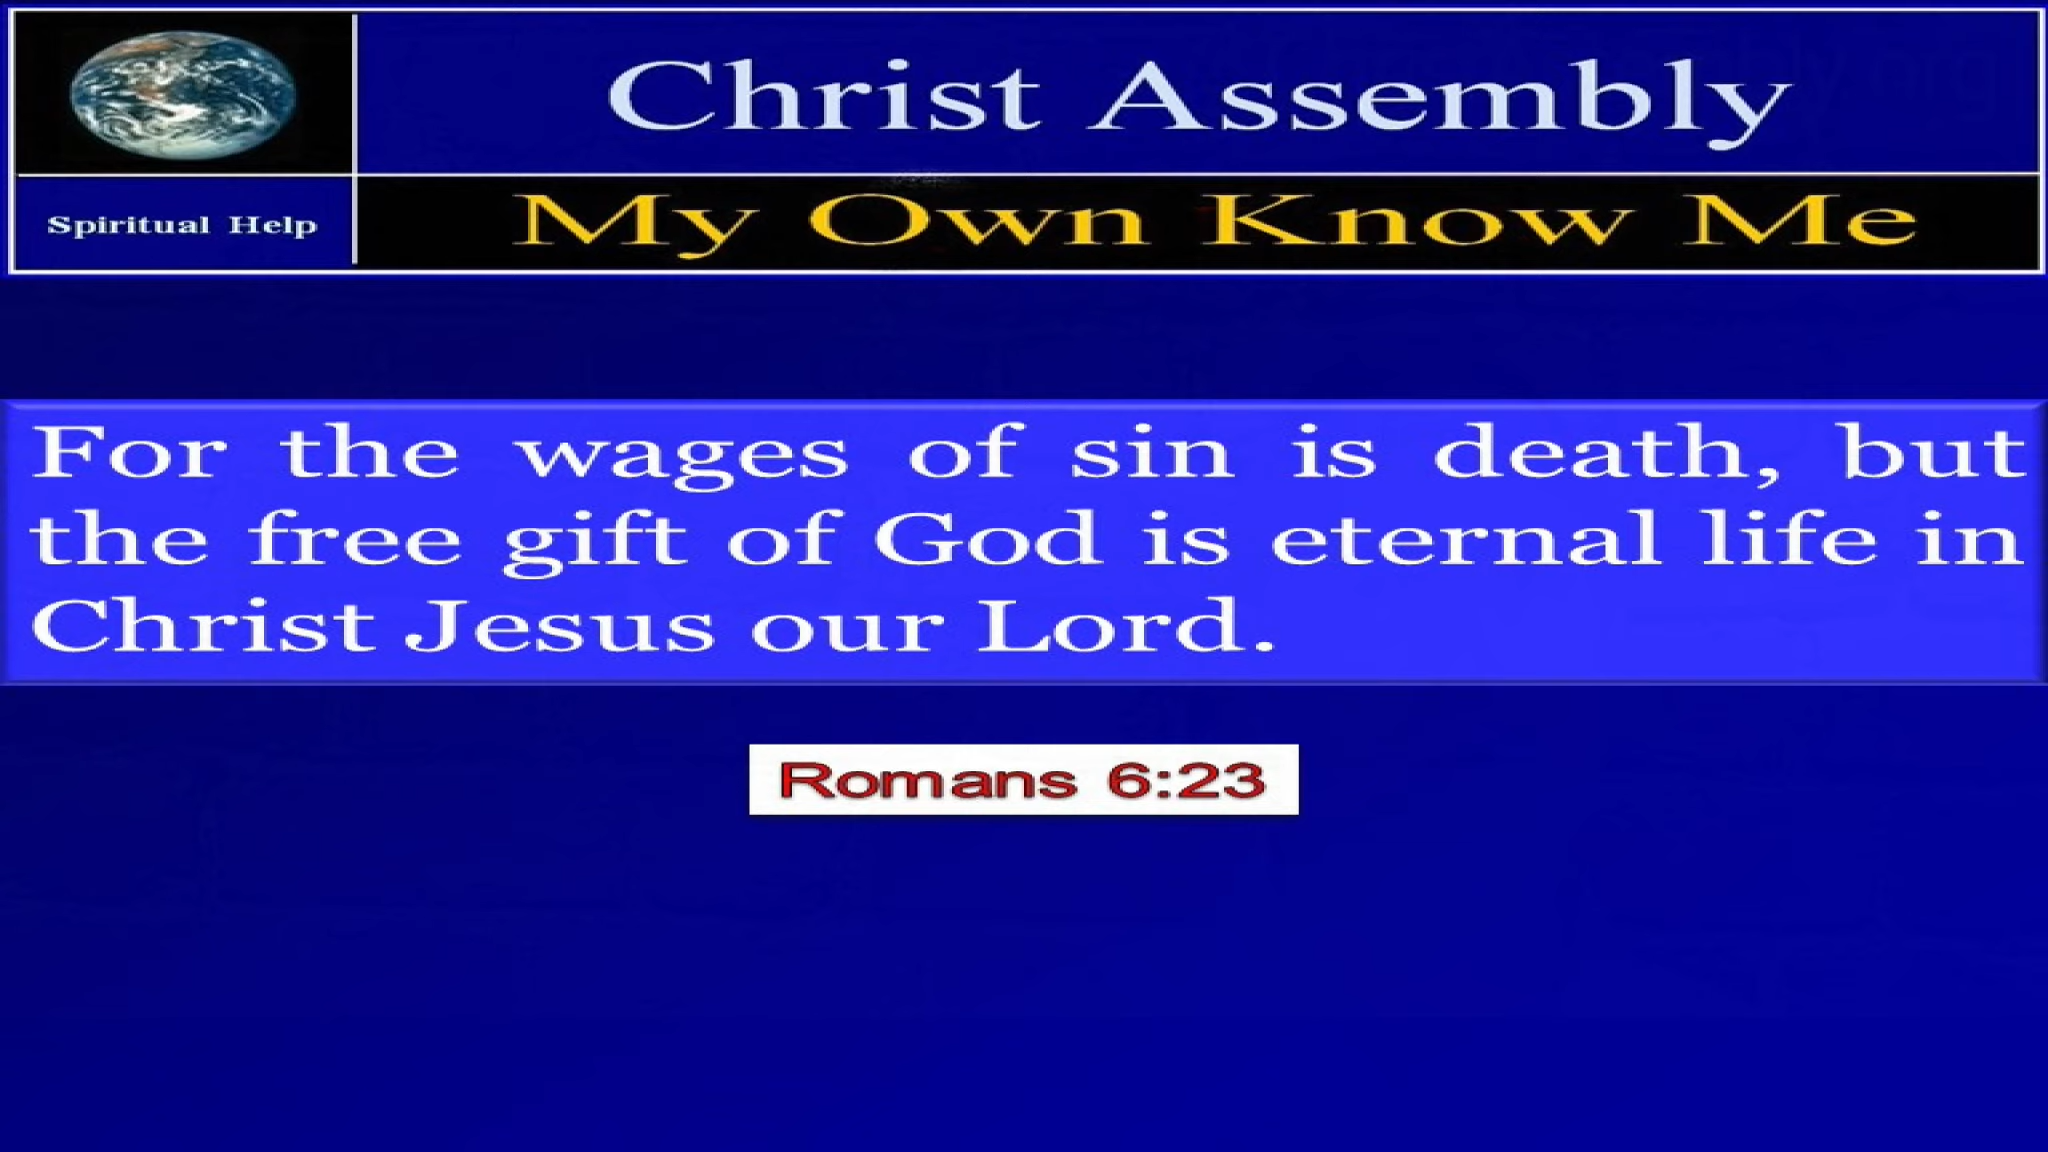 Christ Assembly
Spiritual Help
My Own Know Me
For the wages of sin is death, but
the free gift of God is eternal life in
Christ Jesus our Lord.
Romans 6:23